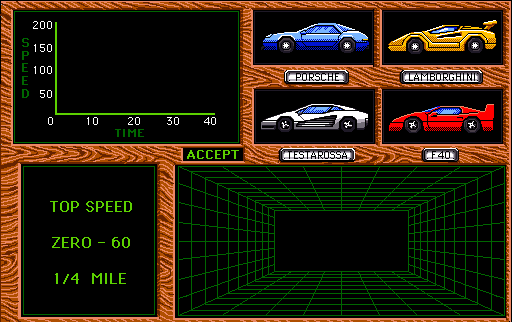 200
150
100
50
SPEED
0 10 20 30 40
TIME
PORSCHE
LAMBORGHINI
TESTAROSSA
F40
ACCEPT
TOP SPEED
ZERO - 60
1/4 MILE